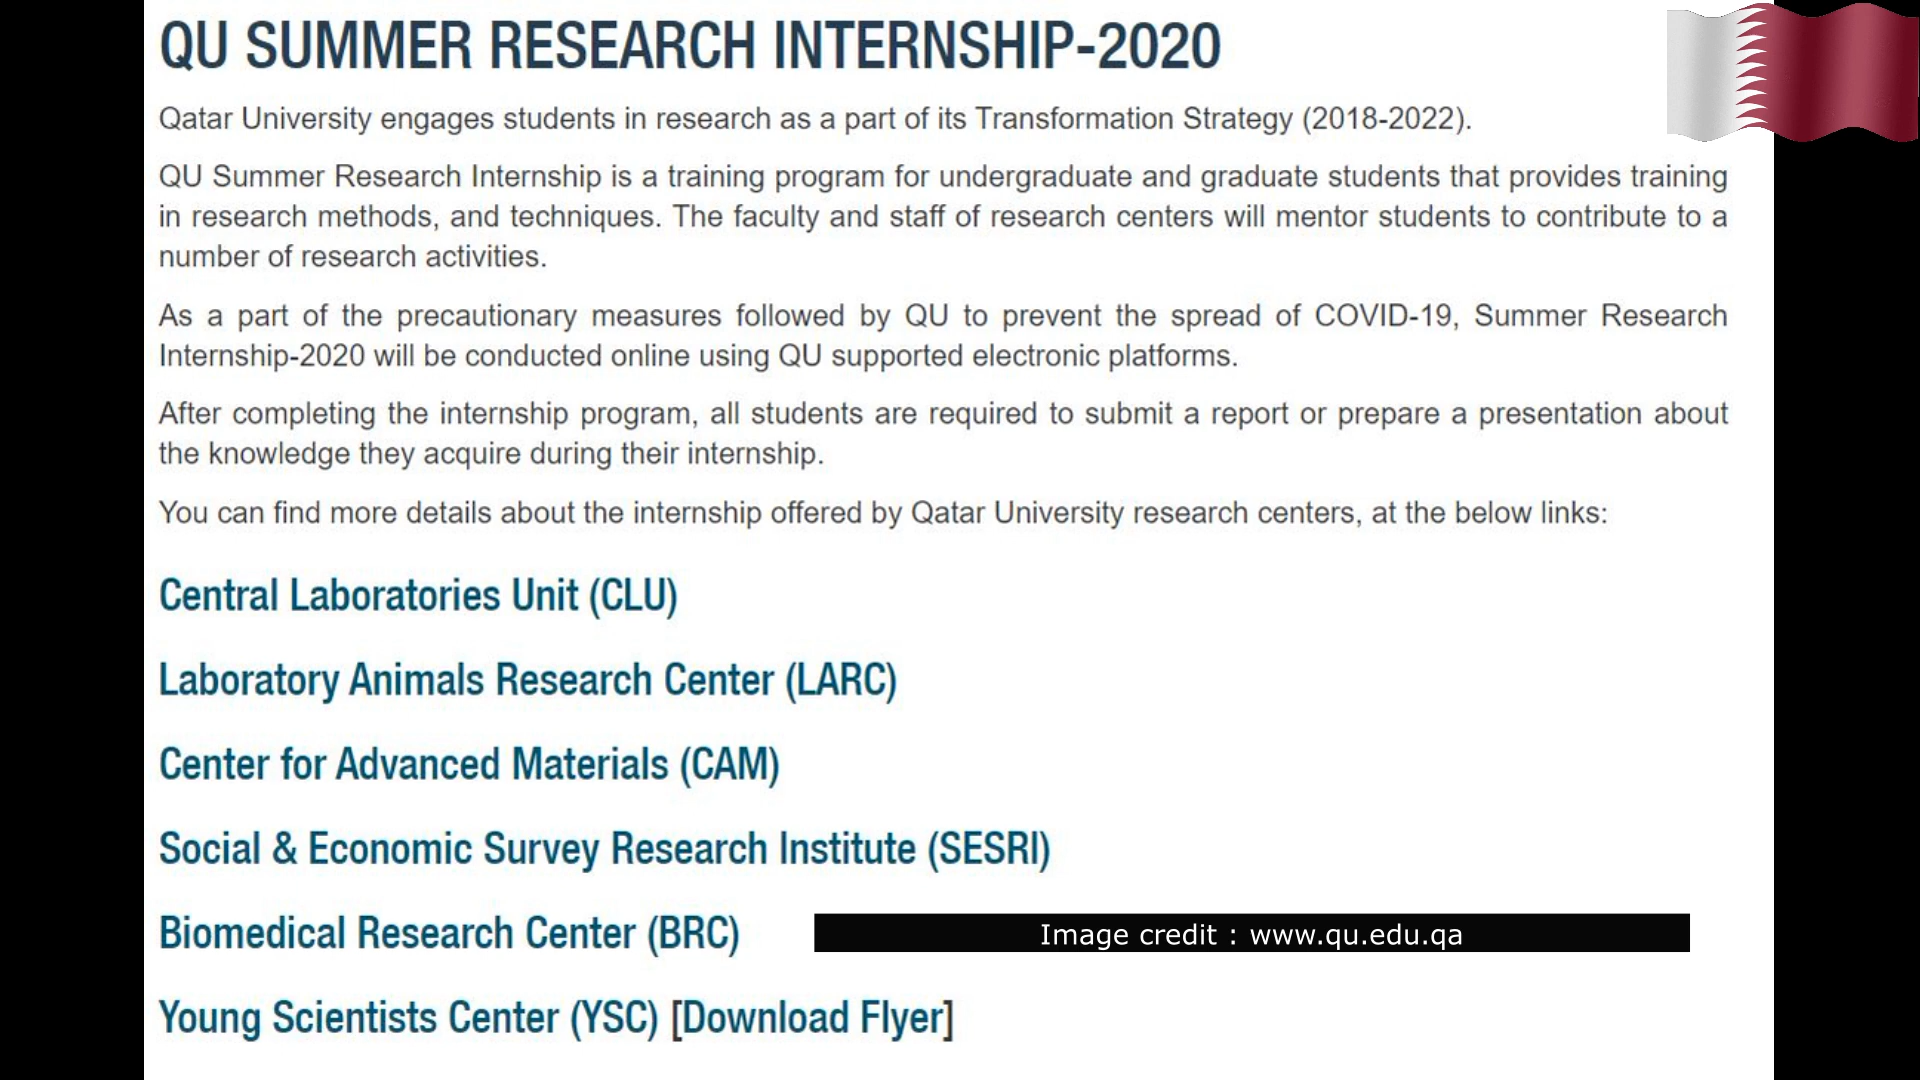 QU SUMMER RESEARCH INTERNSHIP-2020
Qatar University engages students in research as a part of its Transformation Strategy (2018-2022).
QU Summer Research Internship is a training program for undergraduate and graduate students that provides training
in research methods, and techniques. The faculty and staff of research centers will mentor students to contribute to a
number of research activities.
As a part of the precautionary measures followed by QU to prevent the spread of COVID-19, Summer Research
Internship-2020 will be conducted online using QU supported electronic platforms.
After completing the internship program, all students are required to submit a report or prepare a presentation about
the knowledge they acquire during their internship.
You can find more details about the internship offered by Qatar University research centers, at the below links:
Central Laboratories Unit (CLU)
Laboratory Animals Research Center (LARC)
Center for Advanced Materials (CAM)
Social & Economic Survey Research Institute (SESRI)
Biomedical Research Center (BRC)
Image credit : www.qu.edu.qa
Young Scientists Center (YSC) [Download Flyer]